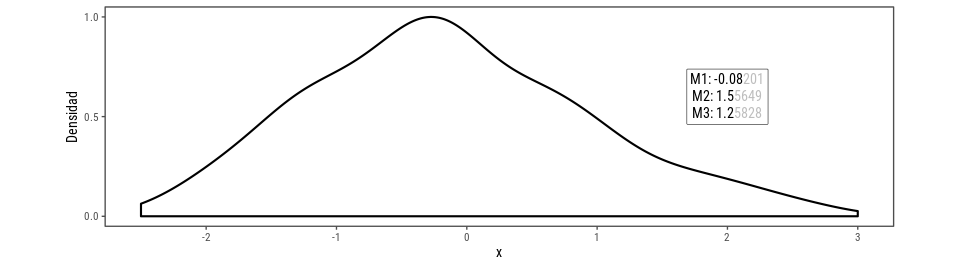 1.0
M1: -0.08201
M2: 1.55649
M3: 1.25828
Densidad
0.5
0.0
-2 -1 0 1 2 3
x